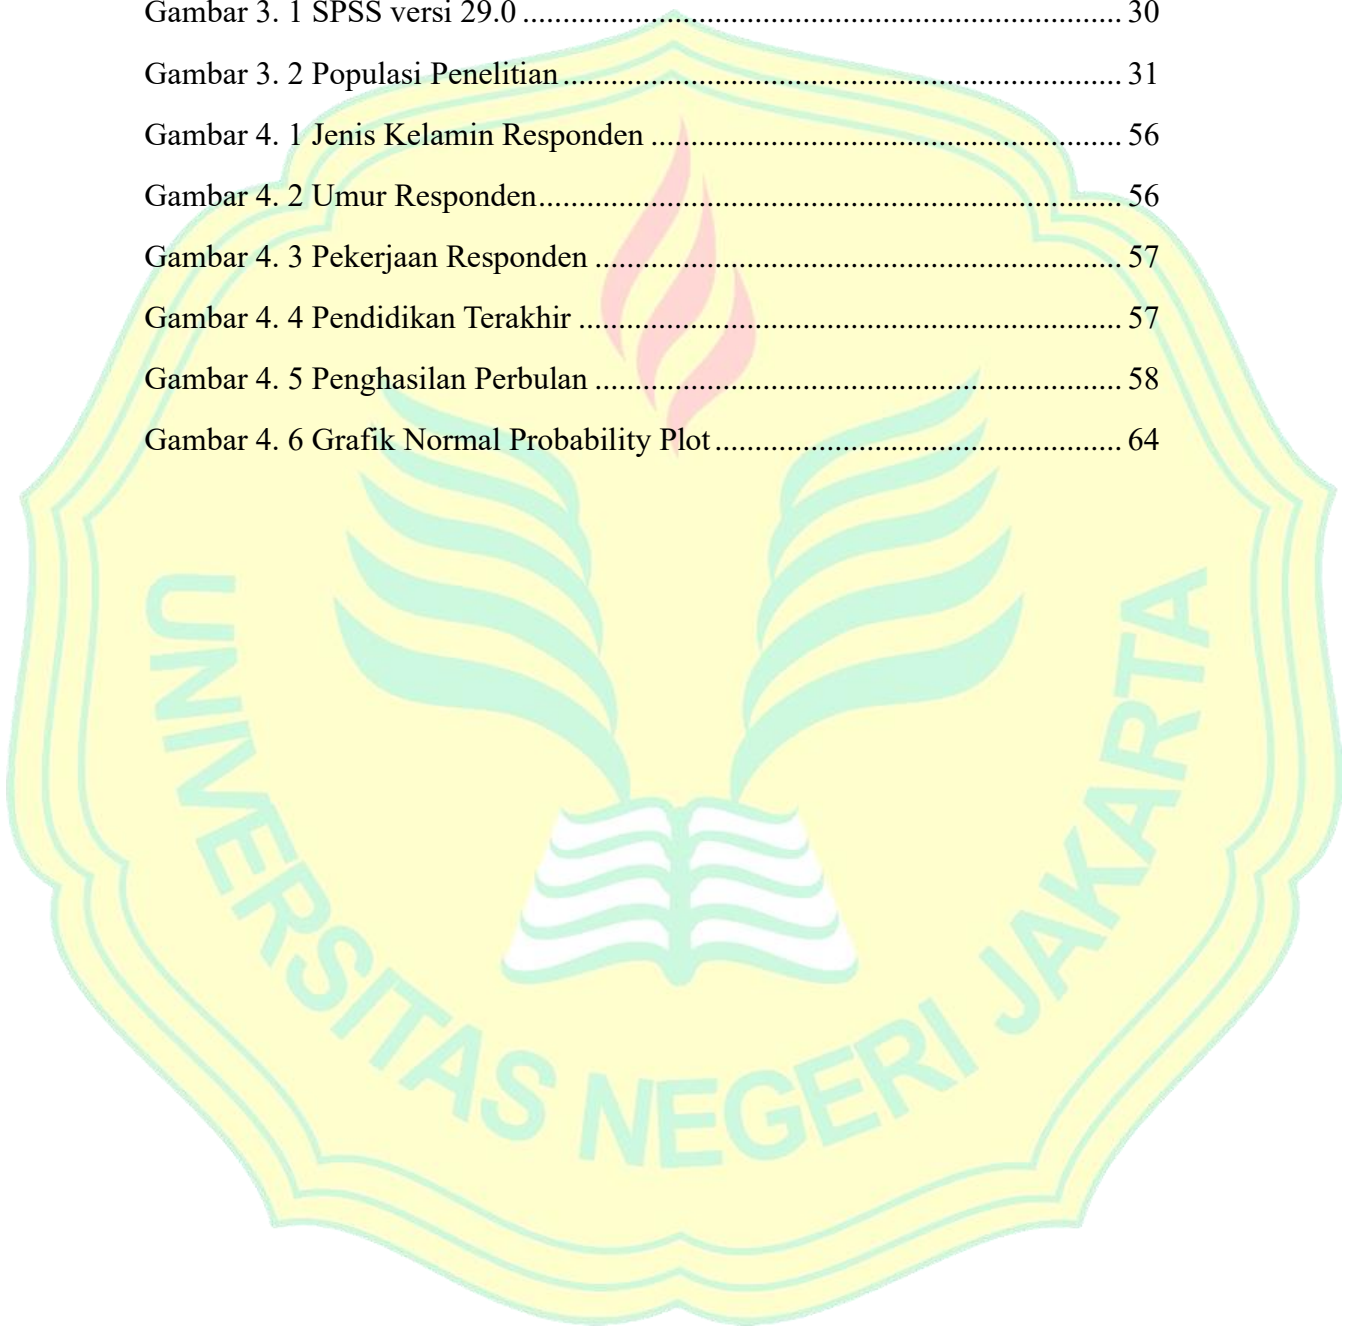 Gambar 3. 1 SPSS versi 29.0 ........................................................................... 30
Gambar 3. 2 Populasi Penelitian ...................................................................... 31
Gambar 4. 1 Jenis Kelamin Responden ........................................................... 56
Gambar 4. 2 Umur Responden......................................................................... 56
Gambar 4. 3 Pekerjaan Responden .................................................................. 57
Gambar 4. 4 Pendidikan Terakhir .................................................................... 57
Gambar 4. 5 Penghasilan Perbulan .................................................................. 58
Gambar 4. 6 Grafik Normal Probability Plot ................................................... 64
UNIVERSITAS NEGERI JAKARTA